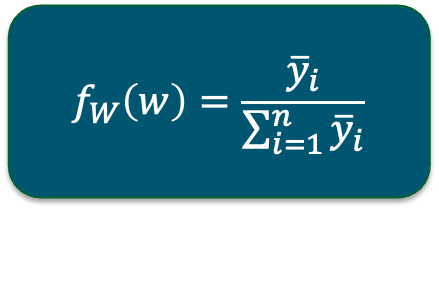 f_W(w) = ȳ_i / ∑_{i=1}^{n} ȳ_i